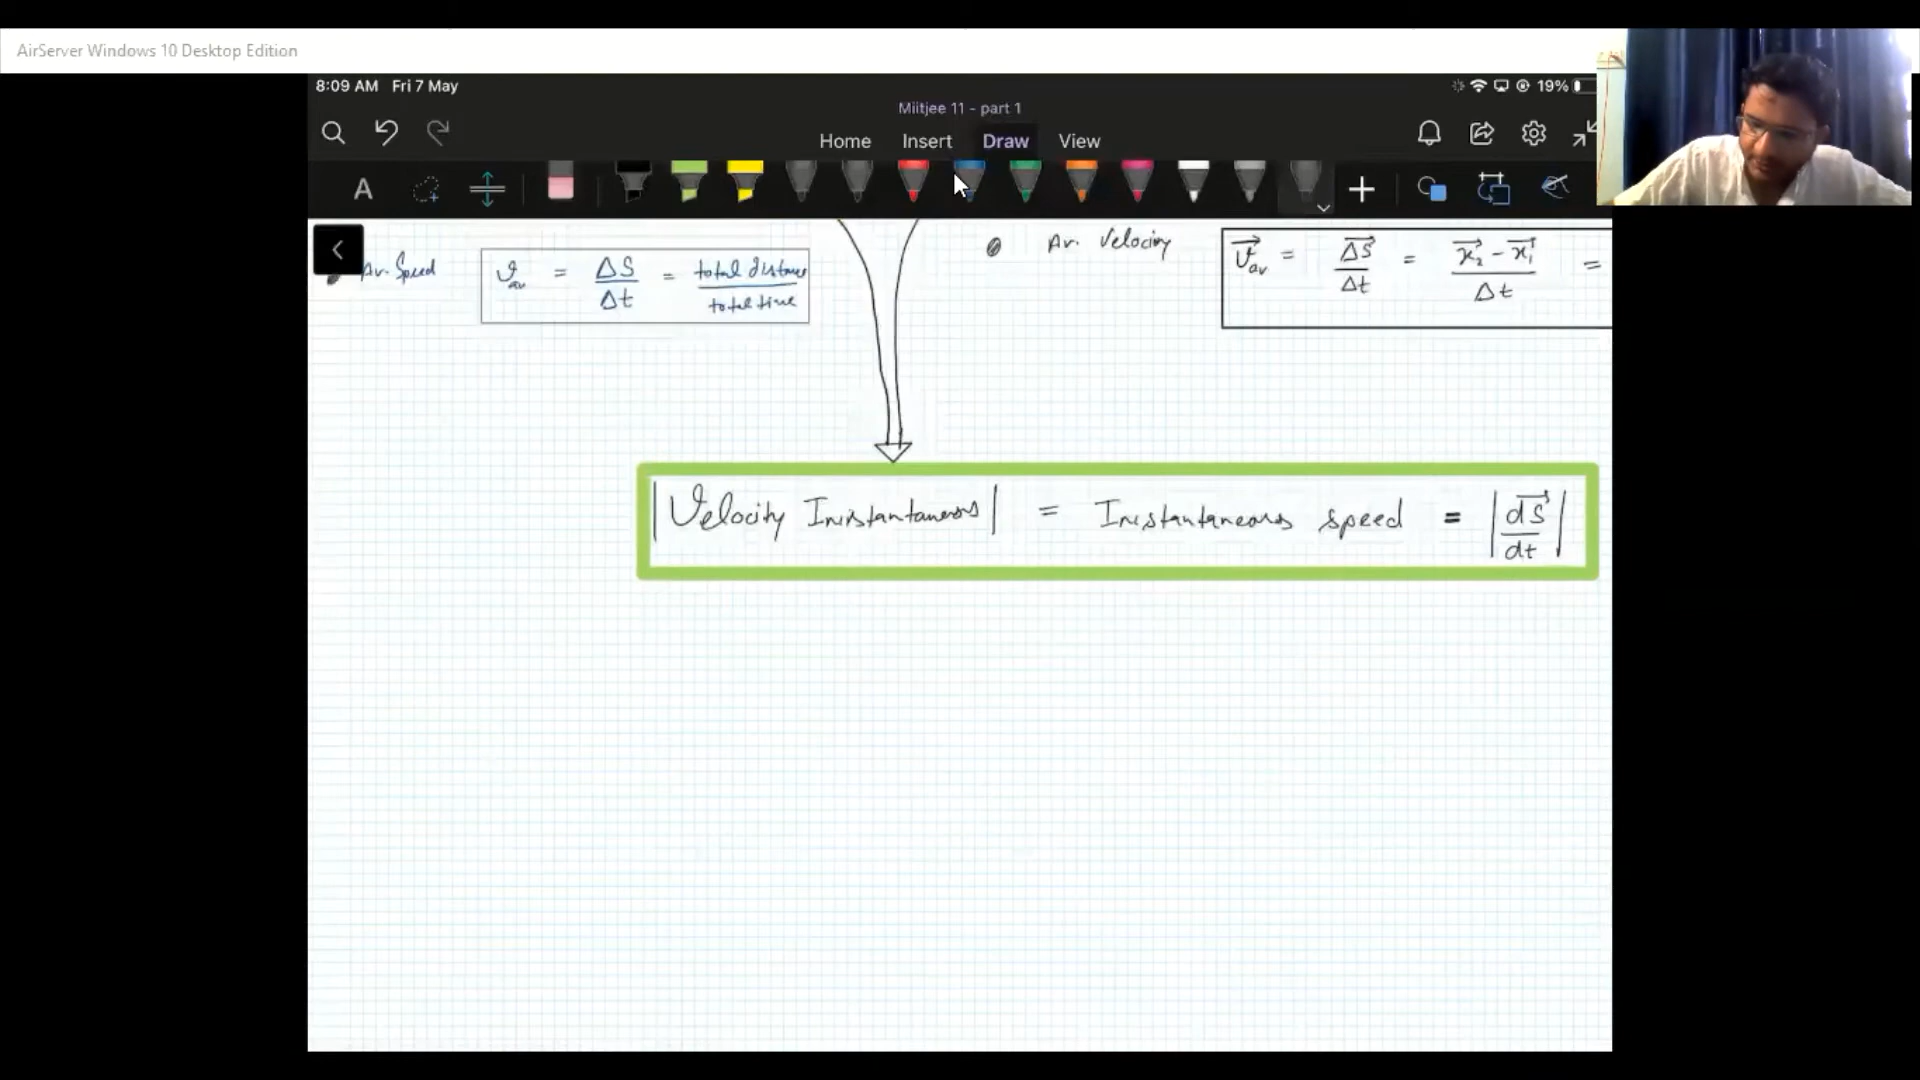 AirServer Windows 10 Desktop Edition
8:09 AM Fri 7 May
19%
Miitjee 11 - part 1
Home Insert Draw View
A
Av. Speed v_av = ΔS/Δt = total distance/total time
Av. Velocity v⃗_av = Δs⃗/Δt = (x⃗₂ - x⃗₁)/Δt =
|Velocity Instantaneous| = Instantaneous speed = |ds⃗/dt|